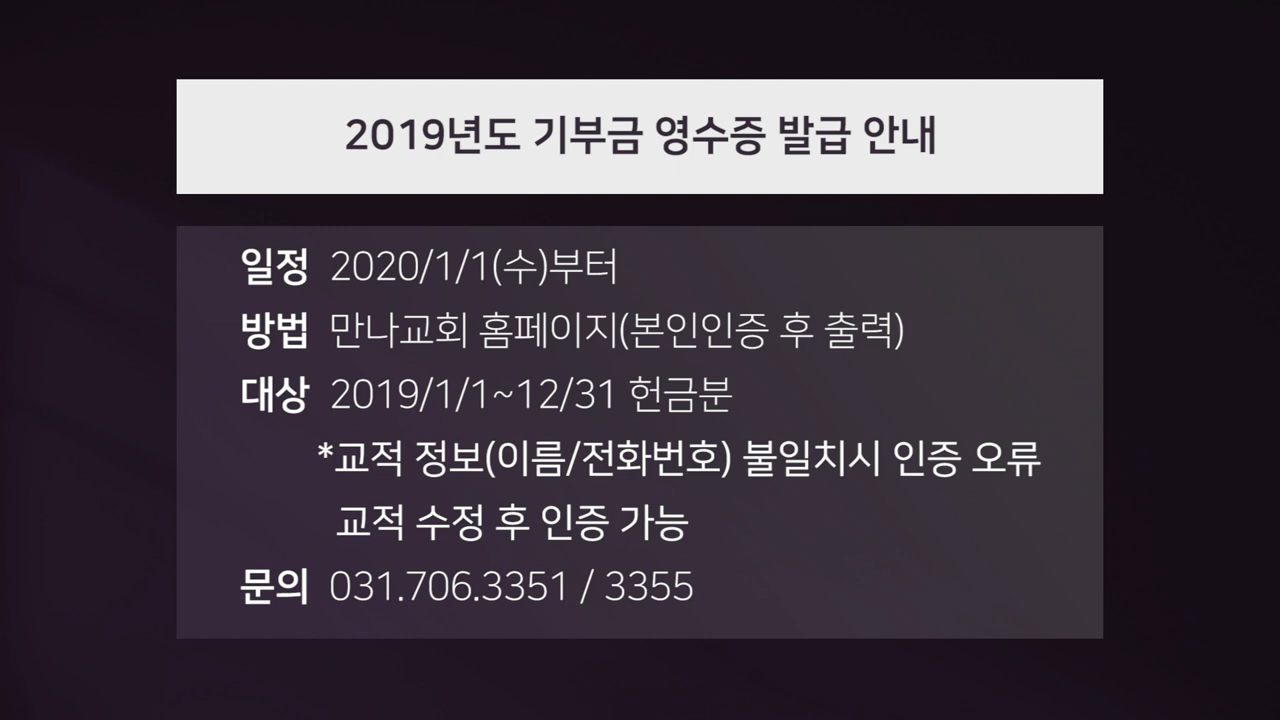 2019년도 기부금 영수증 발급 안내
일정 2020/1/1(수)부터
방법 만나교회 홈페이지(본인인증 후 출력)
대상 2019/1/1~12/31 헌금분
*교적 정보(이름/전화번호) 불일치시 인증 오류
교적 수정 후 인증 가능
문의 031.706.3351 / 3355